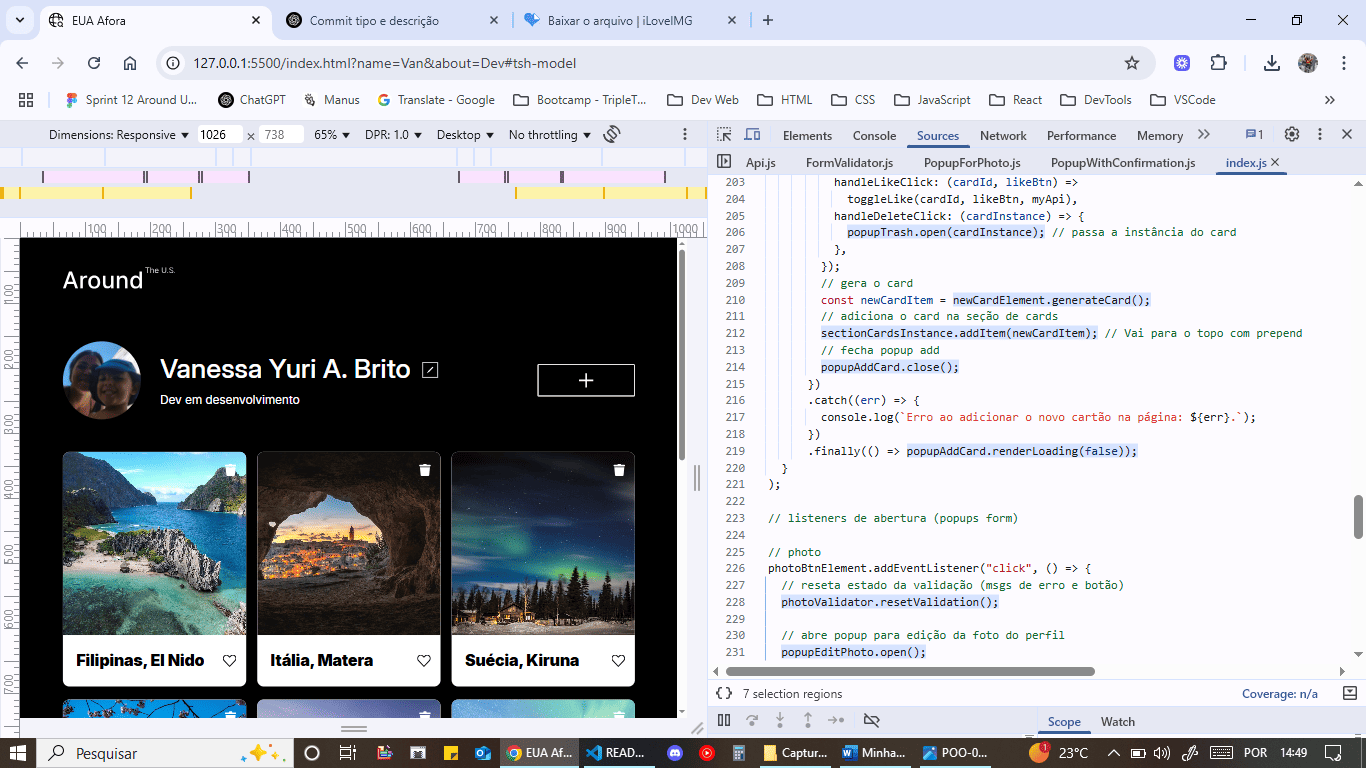 EUA Afora
Commit tipo e descrição
Baixar o arquivo | iLoveIMG
127.0.0.1:5500/index.html?name=Van&about=Dev#tsh-model
Sprint 12 Around U...
ChatGPT
Manus
Translate - Google
Bootcamp - TripleT...
Dev Web
HTML
CSS
JavaScript
React
DevTools
VSCode
Dimensions: Responsive
1026
×
738
65%
DPR: 1.0
Desktop
No throttling
Elements
Console
Sources
Network
Performance
Memory
1
Api.js
FormValidator.js
PopupForPhoto.js
PopupWithConfirmation.js
index.js
100 200 300 400 500 600 700 800 900 1000
100
200
300
400
500
600
700
Around The U.S.
Vanessa Yuri A. Brito
Dev em desenvolvimento
Filipinas, El Nido
Itália, Matera
Suécia, Kiruna
203 handleLikeClick: (cardId, likeBtn) =>
204 toggleLike(cardId, likeBtn, myApi),
205 handleDeleteClick: (cardInstance) => {
206 popupTrash.open(cardInstance); // passa a instância do card
207 },
208 });
209 // gera o card
210 const newCardItem = newCardElement.generateCard();
211 // adiciona o card na seção de cards
212 sectionCardsInstance.addItem(newCardItem); // Vai para o topo com prepend
213 // fecha popup add
214 popupAddCard.close();
215 })
216 .catch((err) => {
217 console.log(`Erro ao adicionar o novo cartão na página: ${err}.`);
218 })
219 .finally(() => popupAddCard.renderLoading(false));
220 }
221 );
222
223 // listeners de abertura (popups form)
224
225 // photo
226 photoBtnElement.addEventListener("click", () => {
227 // reseta estado da validação (msgs de erro e botão)
228 photoValidator.resetValidation();
229
230 // abre popup para edição da foto do perfil
231 popupEditPhoto.open();
{} 7 selection regions
Coverage: n/a
Scope
Watch
Pesquisar
EUA Af...
READ...
Captur...
Minha...
POO-0...
1
23°C
POR
14:49